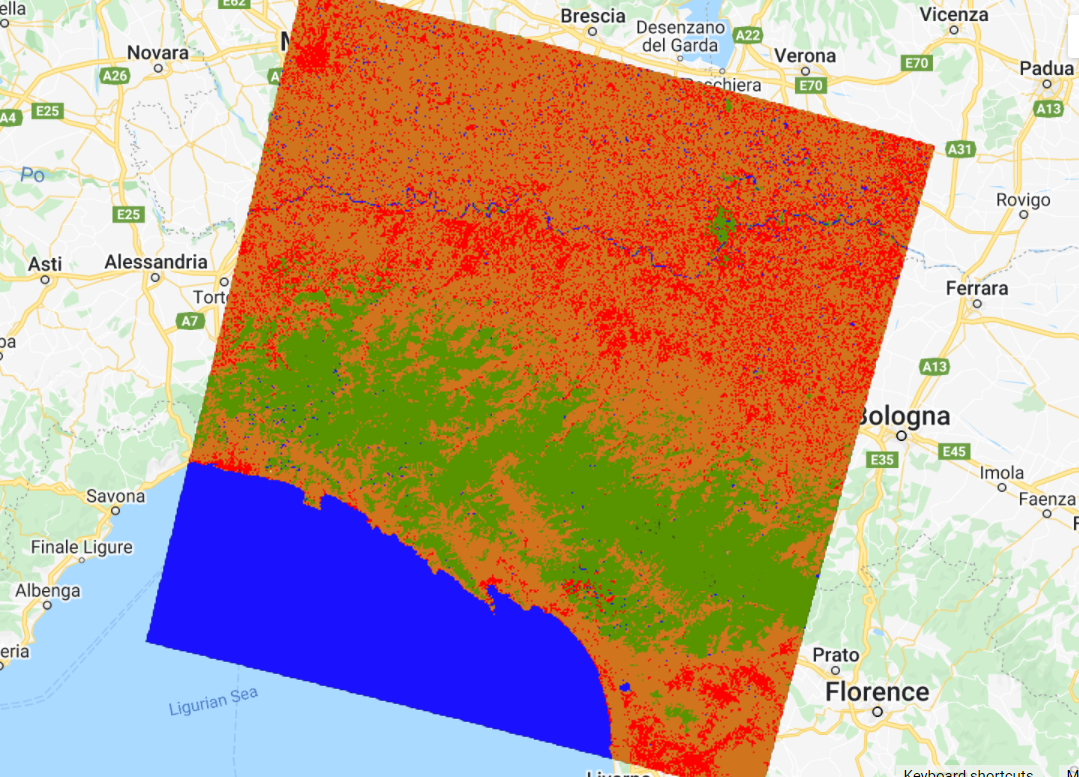 E62
Brescia
Vicenza
Desenzano
del Garda
A22
Novara
Verona
E70
A26
E70
Padua
E25
A4
A13
A31
Po
Rovigo
E25
Asti
Alessandria
Ferrara
A7
A13
Bologna
E45
E35
Imola
Savona
Faenza
Finale Ligure
Albenga
Prato
Florence
Ligurian Sea
Livorno
Keyboard shortcuts